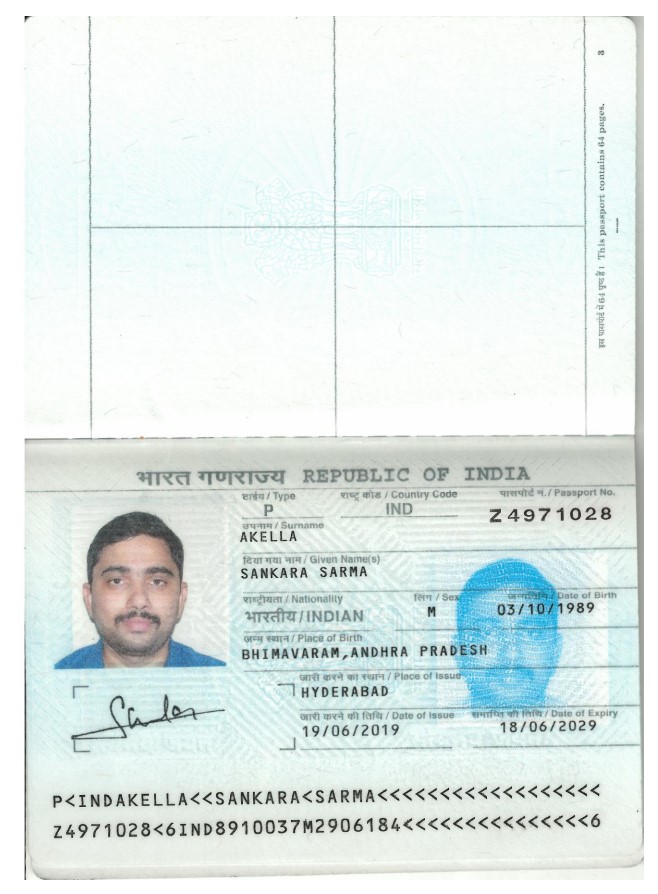 3
इस पासपोर्ट में 64 पृष्ठ हैं। This passport contains 64 pages.
भारत गणराज्य REPUBLIC OF INDIA
टाईप / Type
राष्ट्र कोड / Country Code
पासपोर्ट नं. / Passport No.
P
IND
Z4971028
उपनाम / Surname
AKELLA
दिया गया नाम / Given Name(s)
SANKARA SARMA
राष्ट्रीयता / Nationality
लिंग / Sex
जन्मतिथि / Date of Birth
भारतीय/INDIAN
M
03/10/1989
जन्म स्थान / Place of Birth
BHIMAVARAM,ANDHRA PRADESH
जारी करने का स्थान / Place of Issue
HYDERABAD
जारी करने की तिथि / Date of Issue
समाप्ति की तिथि / Date of Expiry
19/06/2019
18/06/2029
P<INDAKELLA<<SANKARA<SARMA<<<<<<<<<<<<<<<<<<
Z4971028<6IND8910037M2906184<<<<<<<<<<<<<<<6